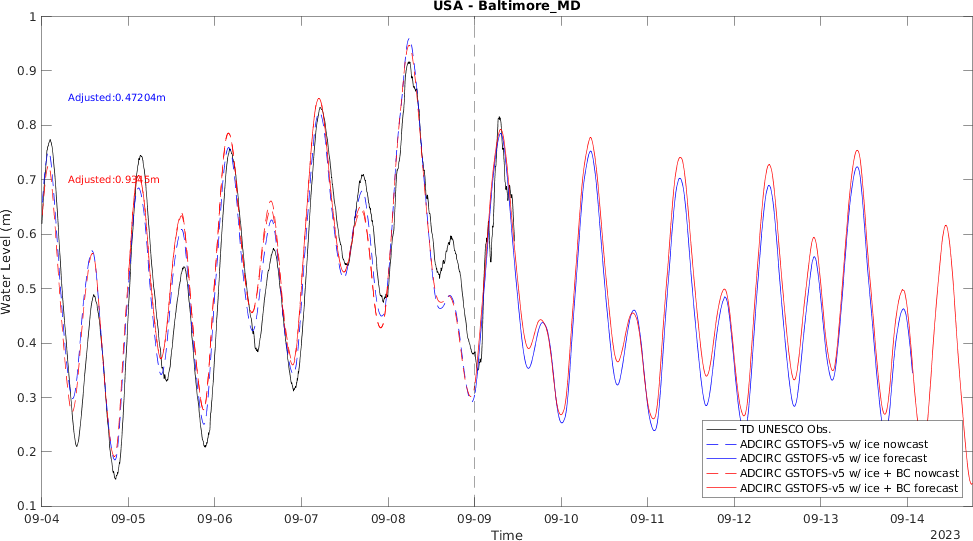 USA - Baltimore_MD
1
0.9
0.8
0.7
0.6
0.5
0.4
0.3
0.2
0.1
Water Level (m)
Adjusted:0.47204m
Adjusted:0.9345m
TD UNESCO Obs.
ADCIRC GSTOFS-v5 w/ ice nowcast
ADCIRC GSTOFS-v5 w/ ice forecast
ADCIRC GSTOFS-v5 w/ ice + BC nowcast
ADCIRC GSTOFS-v5 w/ ice + BC forecast
09-04 09-05 09-06 09-07 09-08 09-09 09-10 09-11 09-12 09-13 09-14
Time
2023